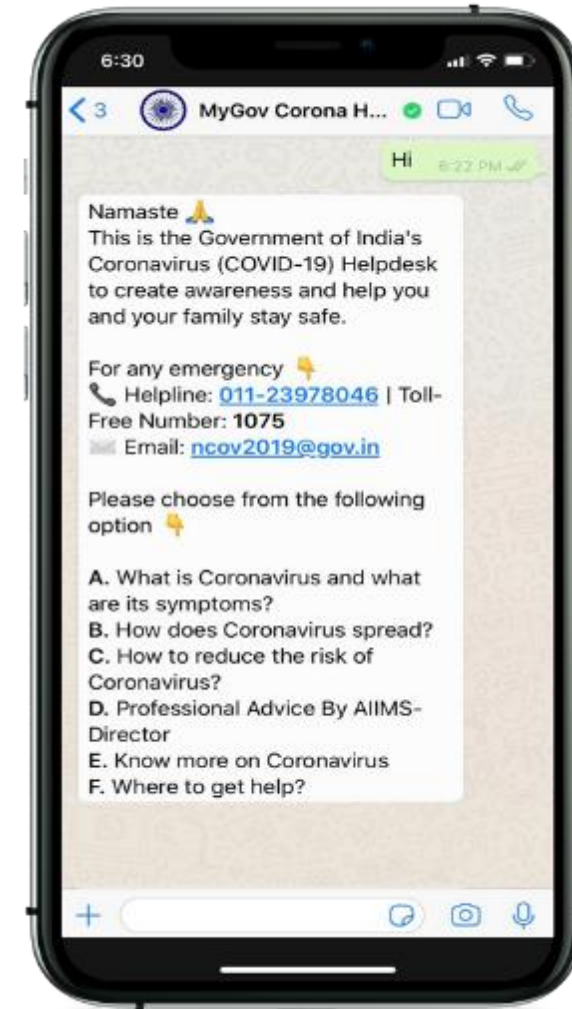 6:30
3 MyGov Corona H...
Hi 6:22 PM
Namaste 🙏
This is the Government of India's
Coronavirus (COVID-19) Helpdesk
to create awareness and help you
and your family stay safe.
For any emergency 👇
📞 Helpline: 011-23978046 | Toll-
Free Number: 1075
✉️ Email: ncov2019@gov.in
Please choose from the following
option 👇
A. What is Coronavirus and what
are its symptoms?
B. How does Coronavirus spread?
C. How to reduce the risk of
Coronavirus?
D. Professional Advice By AIIMS-
Director
E. Know more on Coronavirus
F. Where to get help?